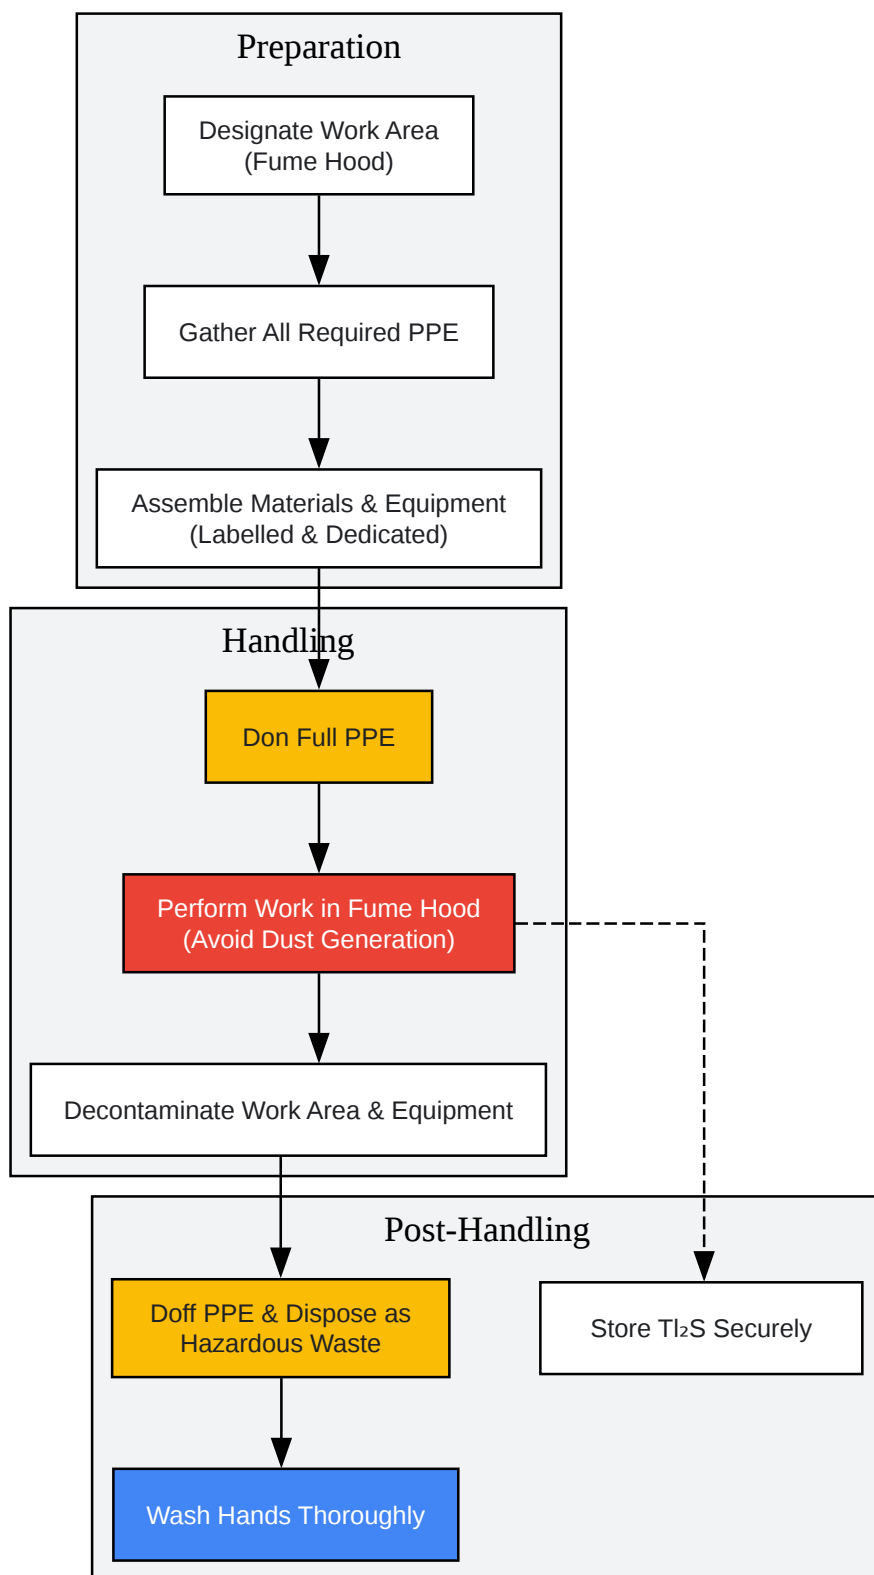 Preparation
Designate Work Area
(Fume Hood)
Gather All Required PPE
Assemble Materials & Equipment
(Labelled & Dedicated)
Handling
Don Full PPE
Perform Work in Fume Hood
(Avoid Dust Generation)
Decontaminate Work Area & Equipment
Post-Handling
Doff PPE & Dispose as
Hazardous Waste
Store Tl₂S Securely
Wash Hands Thoroughly